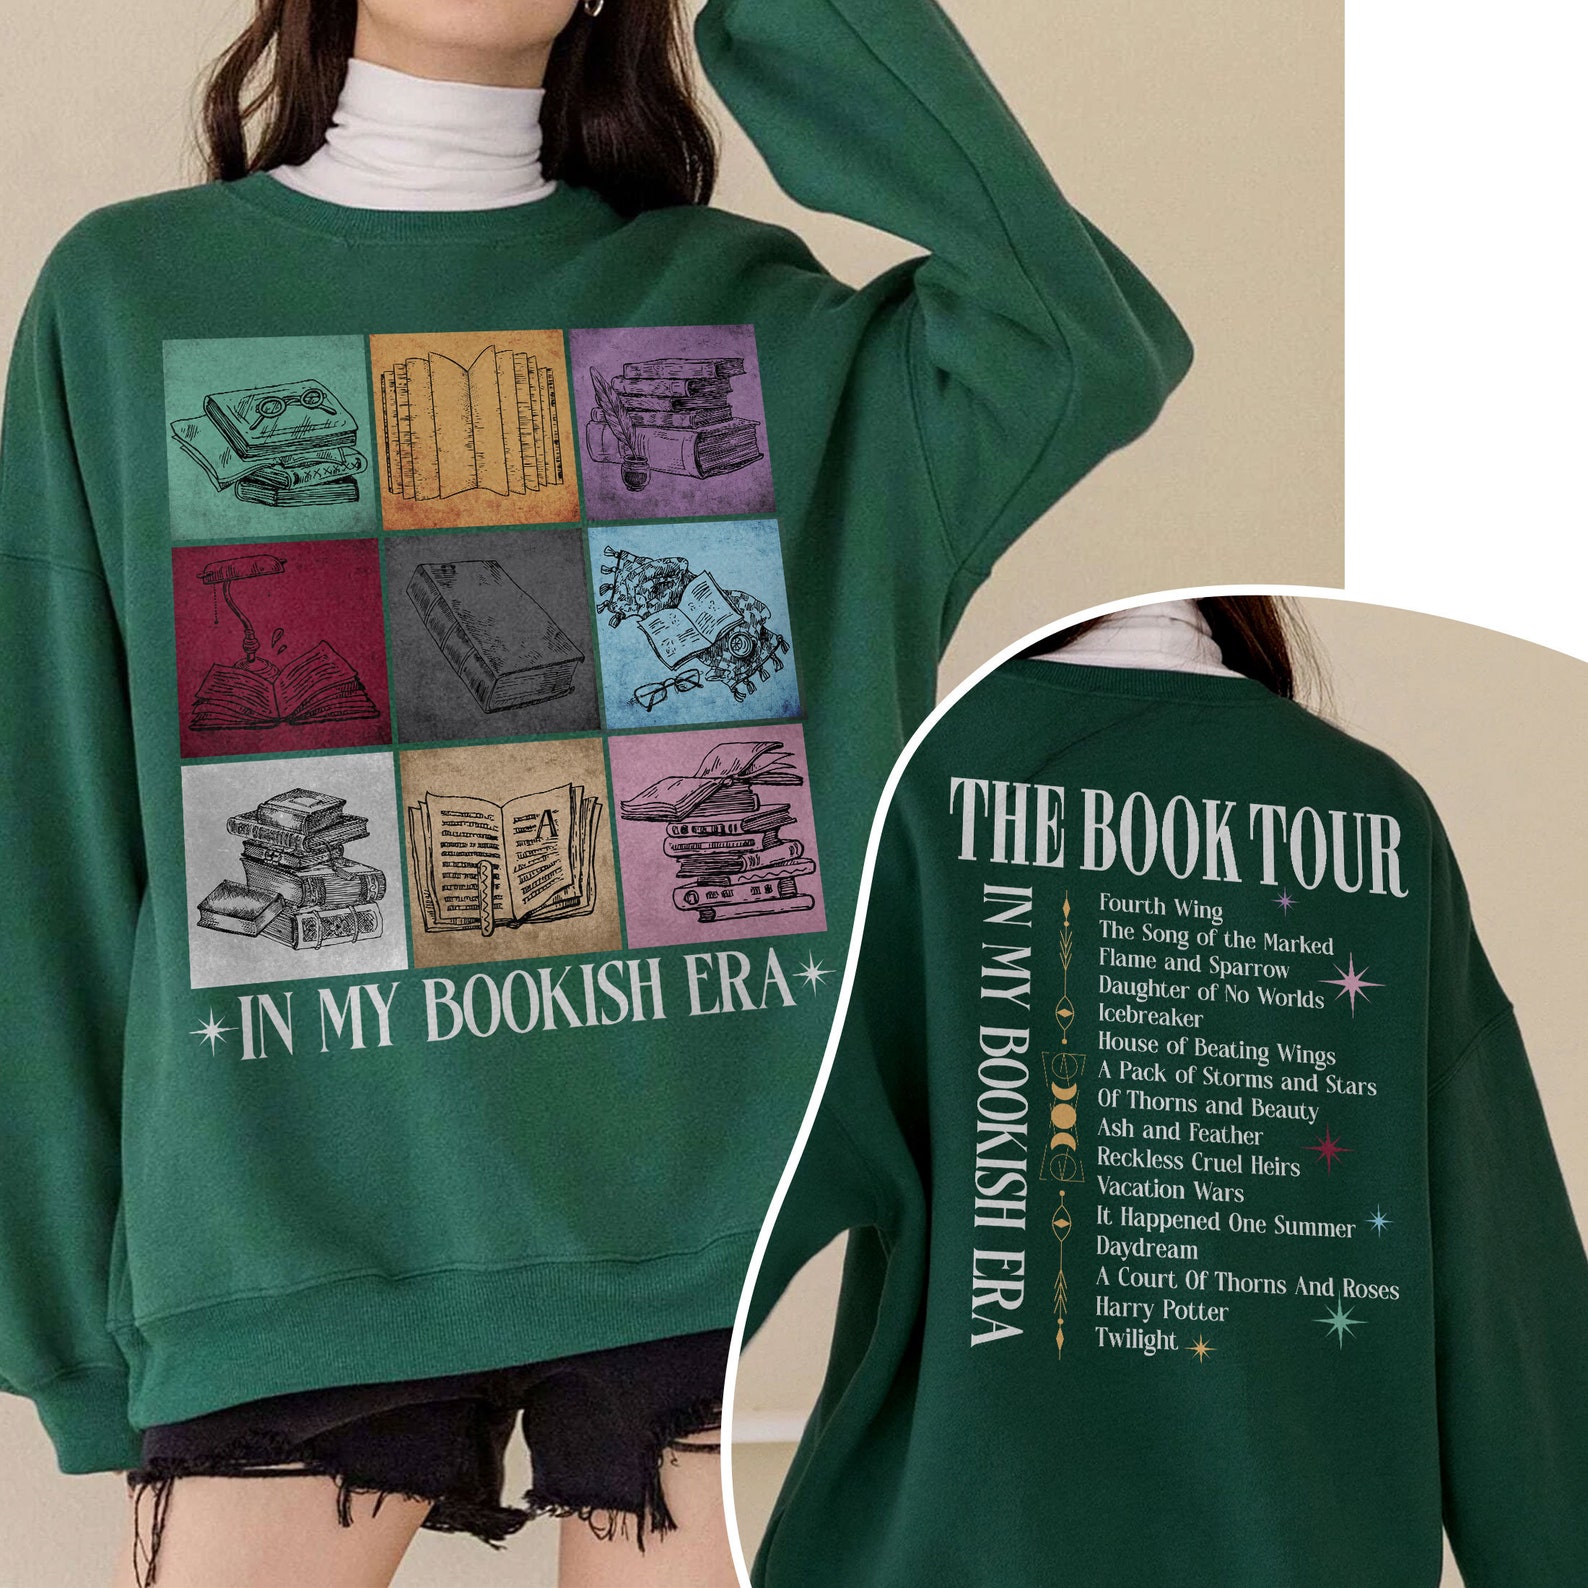 IN MY BOOKISH ERA
THE BOOK TOUR
IN MY BOOKISH ERA
Fourth Wing
The Song of the Marked
Flame and Sparrow
Daughter of No Worlds
Icebreaker
House of Beating Wings
A Pack of Storms and Stars
Of Thorns and Beauty
Ash and Feather
Reckless Cruel Heirs
Vacation Wars
It Happened One Summer
Daydream
A Court Of Thorns And Roses
Harry Potter
Twilight
A